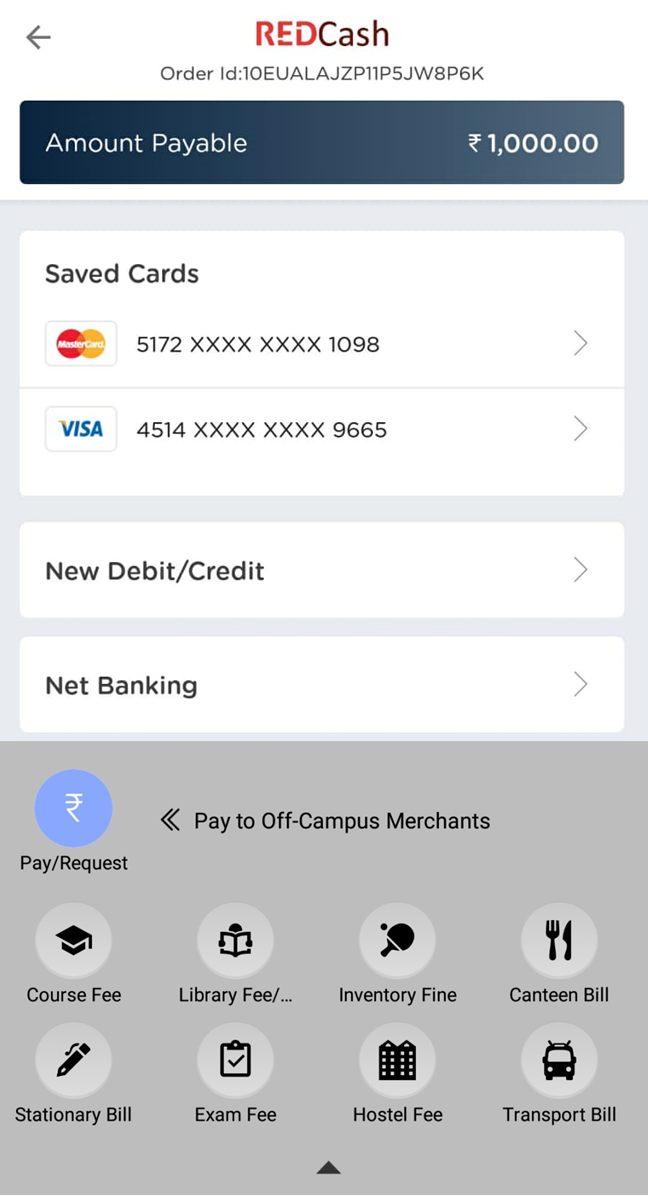 REDCash
Order Id:10EUALAJZP11P5JW8P6K
Amount Payable ₹ 1,000.00
Saved Cards
MasterCard 5172 XXXX XXXX 1098
VISA 4514 XXXX XXXX 9665
New Debit/Credit
Net Banking
₹
Pay to Off-Campus Merchants
Pay/Request
Course Fee Library Fee/... Inventory Fine Canteen Bill
Stationary Bill Exam Fee Hostel Fee Transport Bill